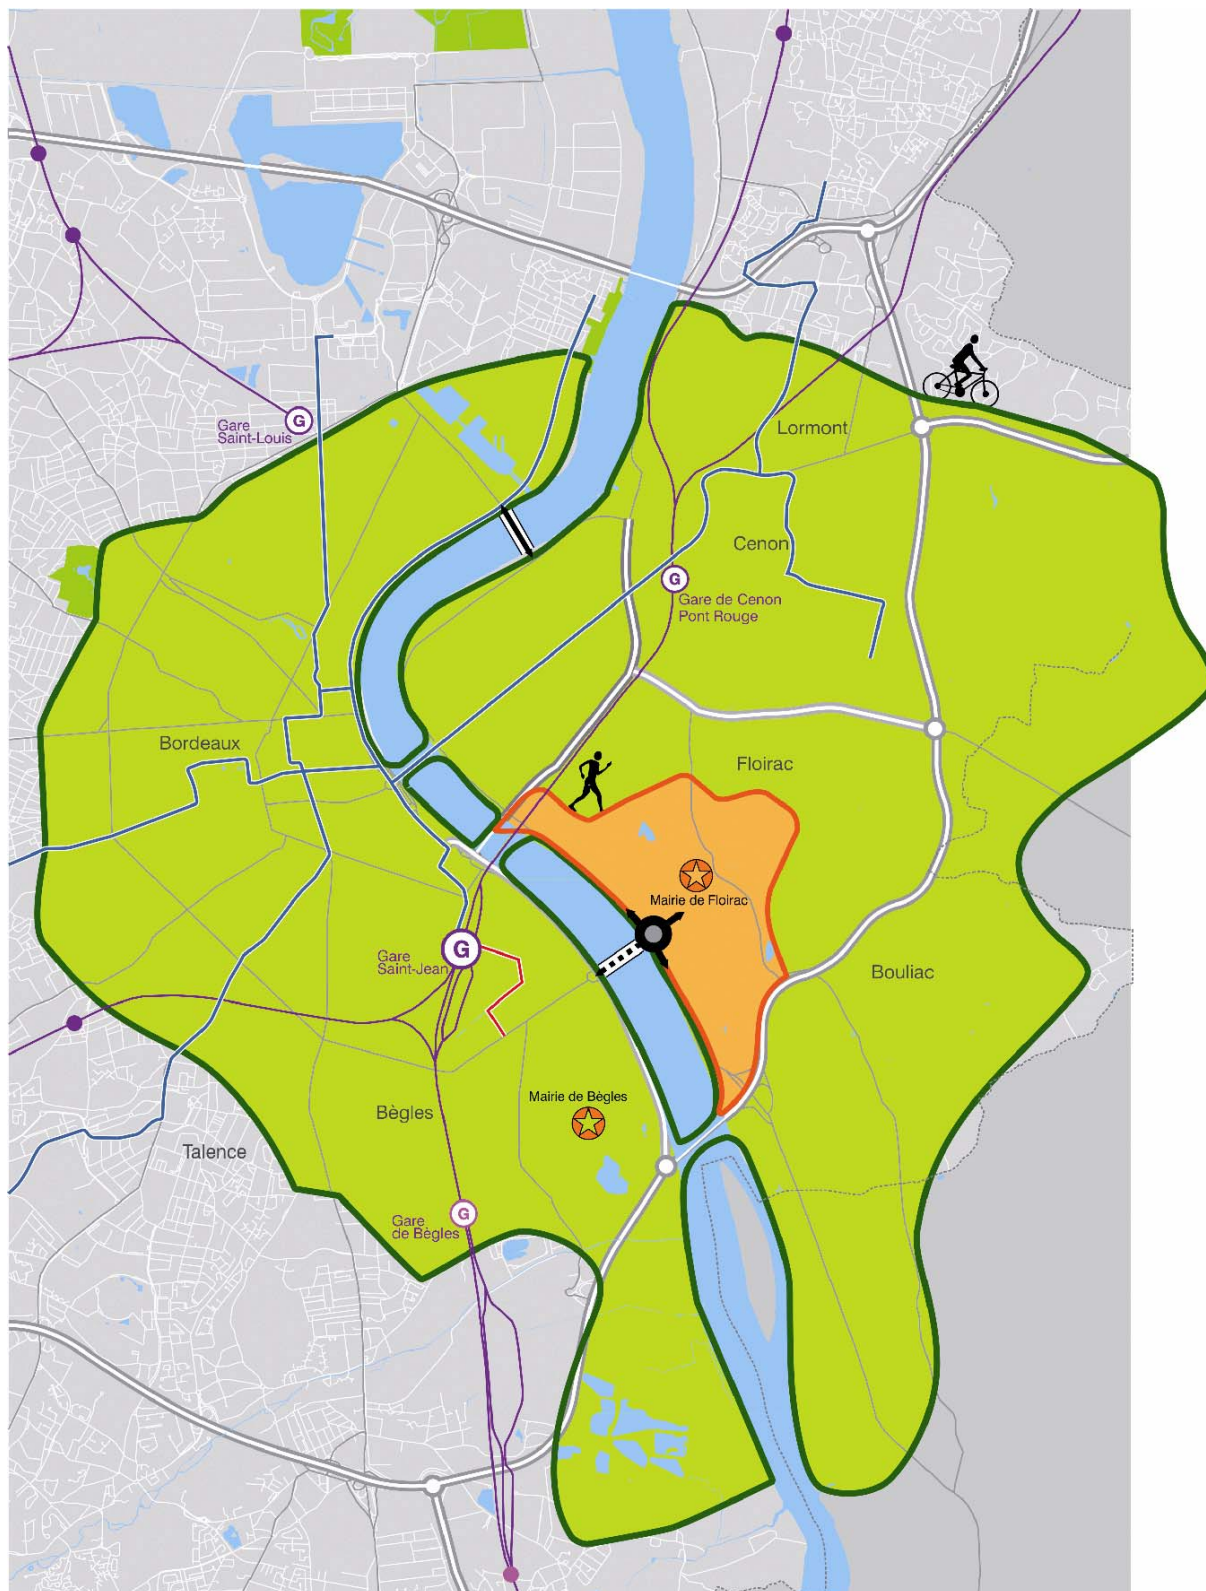 G
Gare
Saint-Louis
Lormont
Cenon
G
Gare de Cenon
Pont Rouge
Bordeaux
Floirac
Mairie de Floirac
G
Gare
Saint-Jean
Bouliac
Mairie de Bègles
Bègles
Talence
G
Gare
de Bègles